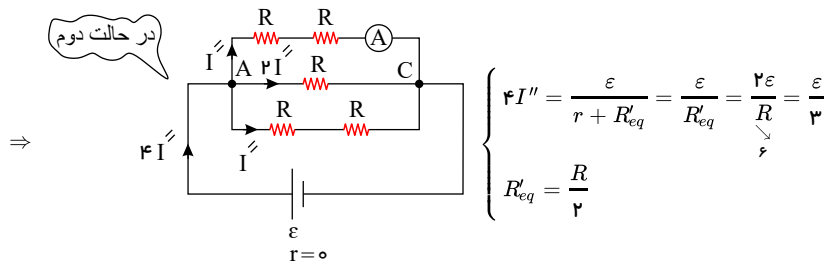 در حالت دوم
R R A
I″
A ۲I″ R C
R R
I″
⇒ ۴I″
ε
r = ۰
۴I″ = ε / (r + R′eq) = ε / R′eq = ۲ε / R = ε / ۳
۶
R′eq = R / ۲